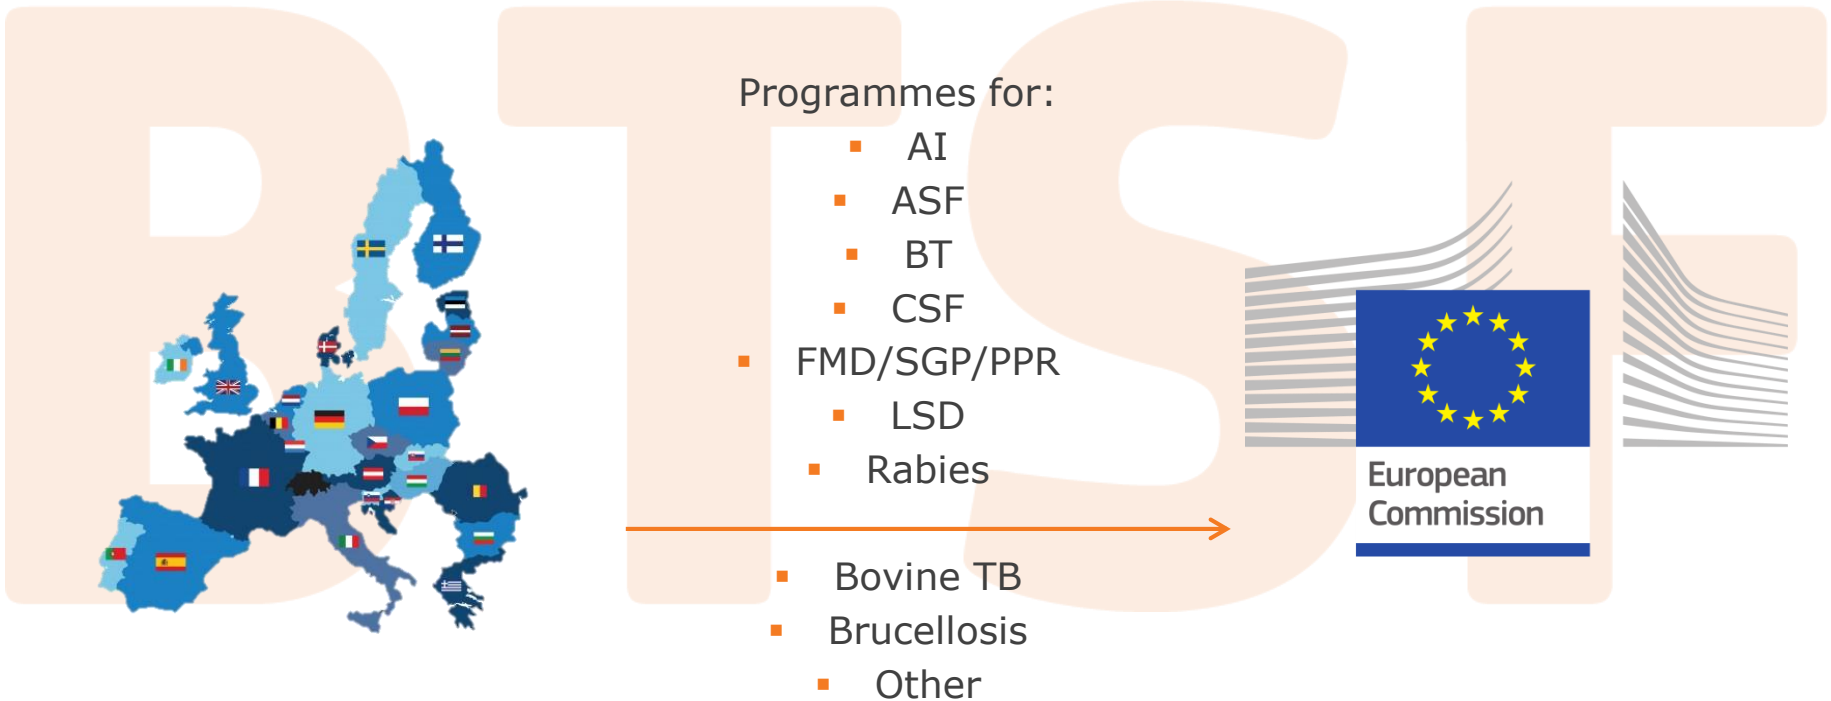 BTSF
Programmes for:
▪ AI
▪ ASF
▪ BT
▪ CSF
▪ FMD/SGP/PPR
▪ LSD
▪ Rabies
▪ Bovine TB
▪ Brucellosis
▪ Other
European
Commission